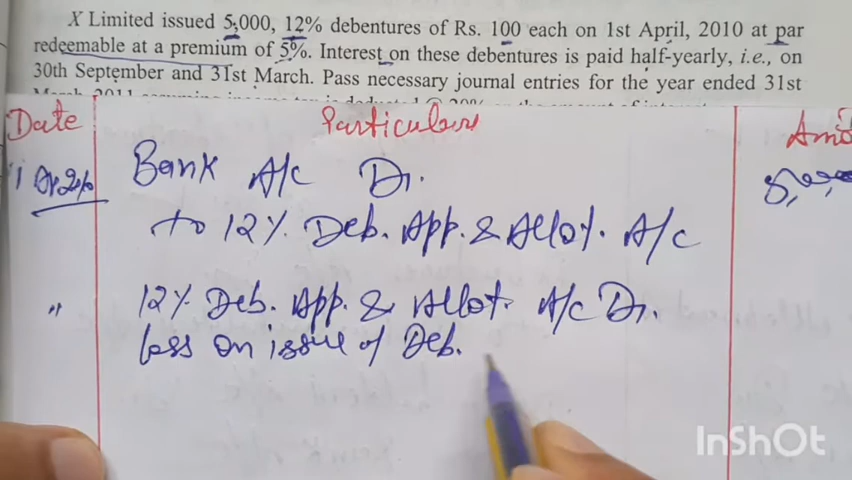 X Limited issued 5,000, 12% debentures of Rs. 100 each on 1st April, 2010 at par
redeemable at a premium of 5%. Interest on these debentures is paid half-yearly, i.e., on
30th September and 31st March. Pass necessary journal entries for the year ended 31st
Date Particulars Amo
1 Bank A/c Dr.
To 12% Deb. App. & Allot. A/c
" 12% Deb. App. & Allot. A/c Dr.
Loss on issue of Deb.
InShOt